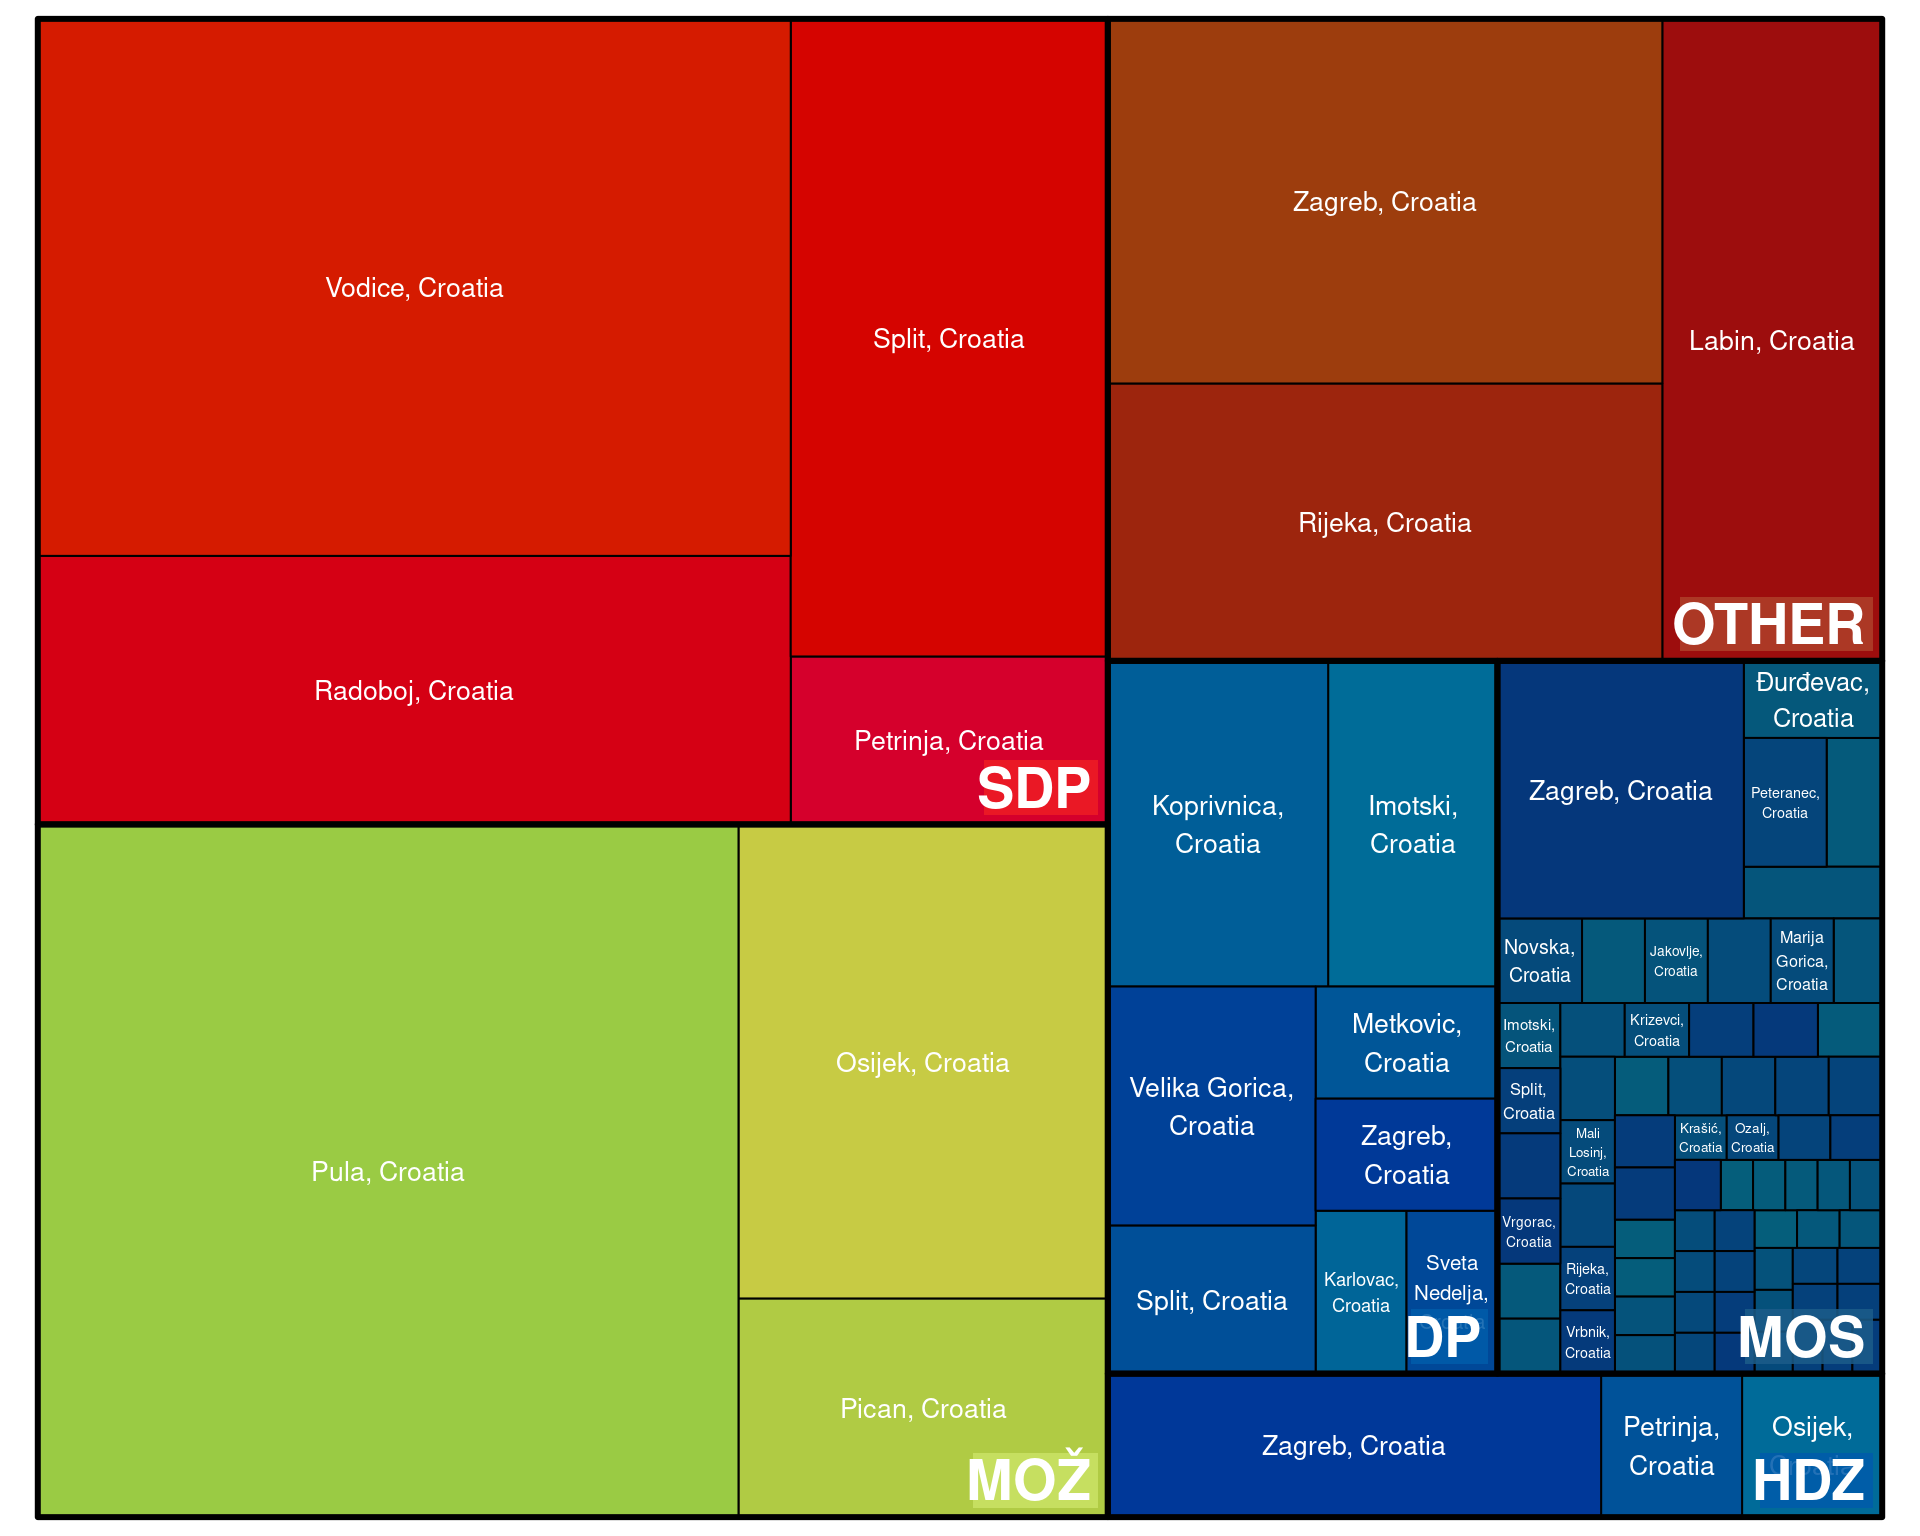 Vodice, Croatia
Split, Croatia
Radoboj, Croatia
Petrinja, Croatia
SDP
Zagreb, Croatia
Labin, Croatia
Rijeka, Croatia
OTHER
Pula, Croatia
Osijek, Croatia
Pican, Croatia
MOŽ
Koprivnica,
Croatia
Imotski,
Croatia
Velika Gorica,
Croatia
Metkovic,
Croatia
Zagreb,
Croatia
Split, Croatia
Karlovac,
Croatia
Sveta
Nedelja,
Croatia
DP
Zagreb, Croatia
Đurđevac,
Croatia
Peteranec,
Croatia
Novska,
Croatia
Jakovlje,
Croatia
Marija
Gorica,
Croatia
Imotski,
Croatia
Krizevci,
Croatia
Split,
Croatia
Mali
Losinj,
Croatia
Krašić,
Croatia
Ozalj,
Croatia
Vrgorac,
Croatia
Rijeka,
Croatia
Vrbnik,
Croatia
MOS
Zagreb, Croatia
Petrinja,
Croatia
Osijek,
Croatia
HDZ